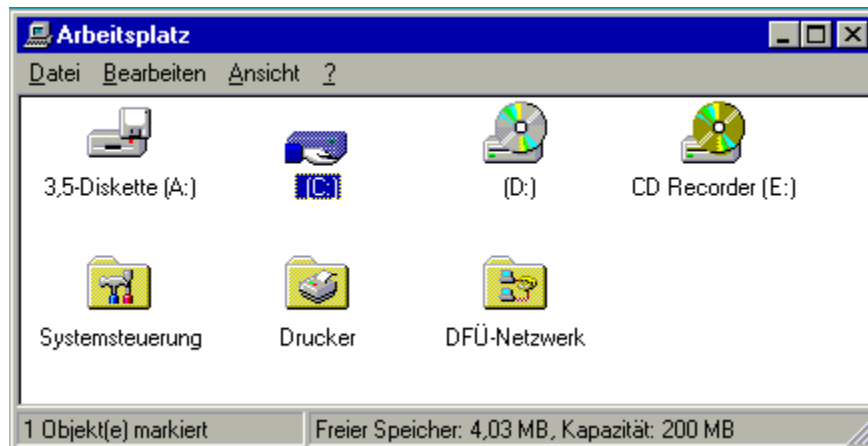 Arbeitsplatz
Datei Bearbeiten Ansicht ?
3,5-Diskette (A:) (C:) (D:) CD Recorder (E:)
Systemsteuerung Drucker DFÜ-Netzwerk
1 Objekt(e) markiert Freier Speicher: 4,03 MB, Kapazität: 200 MB